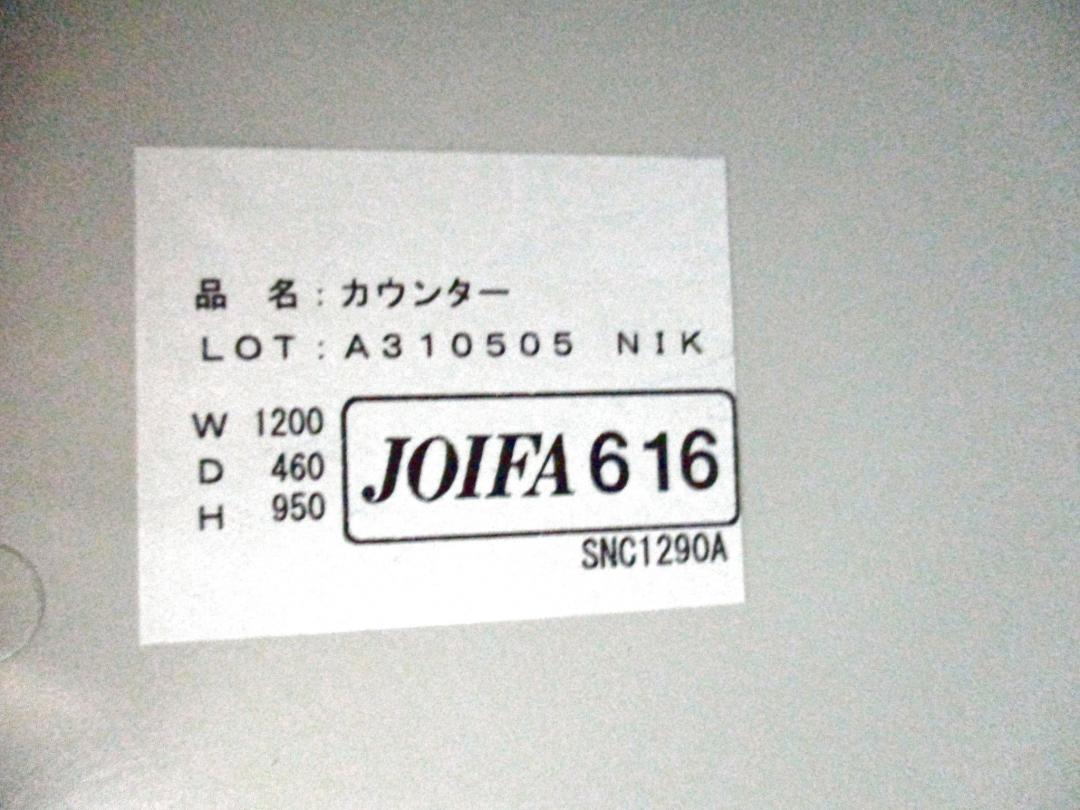 品 名：カウンター
LOT：A310505 NIK
W 1200
D 460
H 950
JOIFA 616
SNC1290A